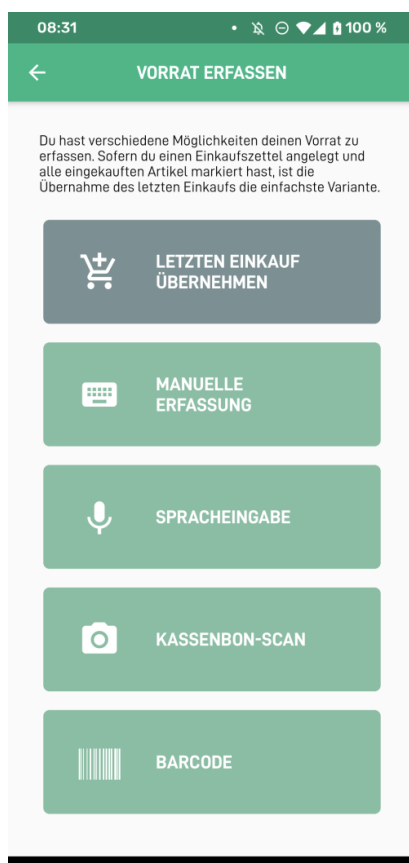 08:31
100 %
VORRAT ERFASSEN
Du hast verschiedene Möglichkeiten deinen Vorrat zu
erfassen. Sofern du einen Einkaufszettel angelegt und
alle eingekauften Artikel markiert hast, ist die
Übernahme des letzten Einkaufs die einfachste Variante.
LETZTEN EINKAUF
ÜBERNEHMEN
MANUELLE
ERFASSUNG
SPRACHEINGABE
KASSENBON-SCAN
BARCODE